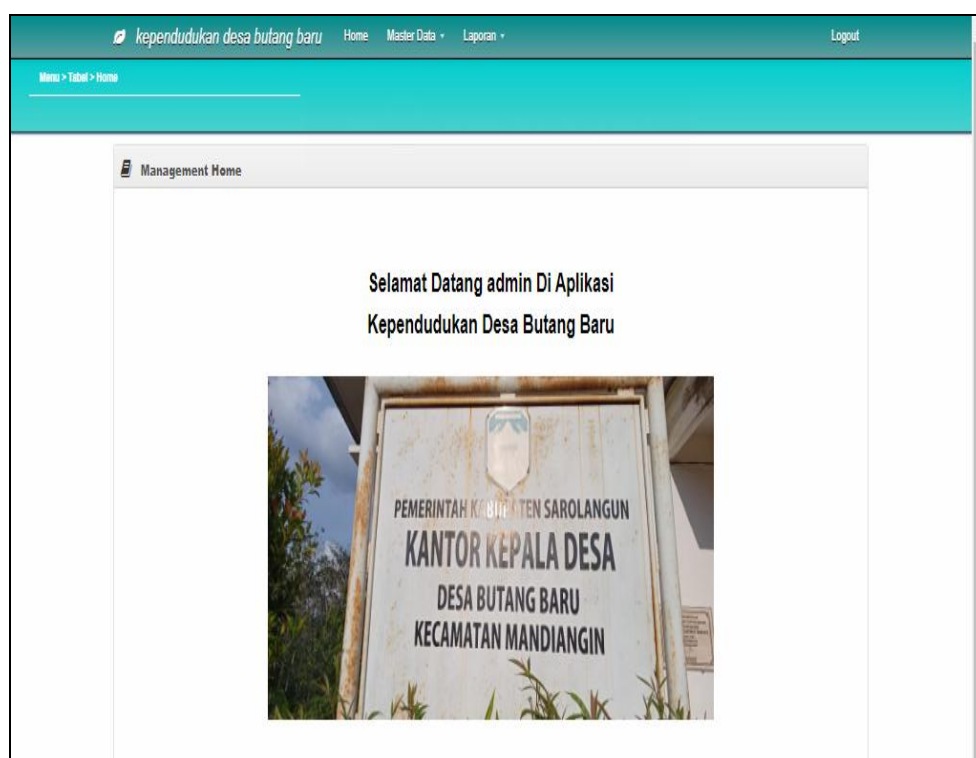 kependudukan desa butang baru Home Master Data Laporan Logout
Menu > Tabel > Home
Management Home
Selamat Datang admin Di Aplikasi
Kependudukan Desa Butang Baru
PEMERINTAH KABUPATEN SAROLANGUN
KANTOR KEPALA DESA
DESA BUTANG BARU
KECAMATAN MANDIANGIN